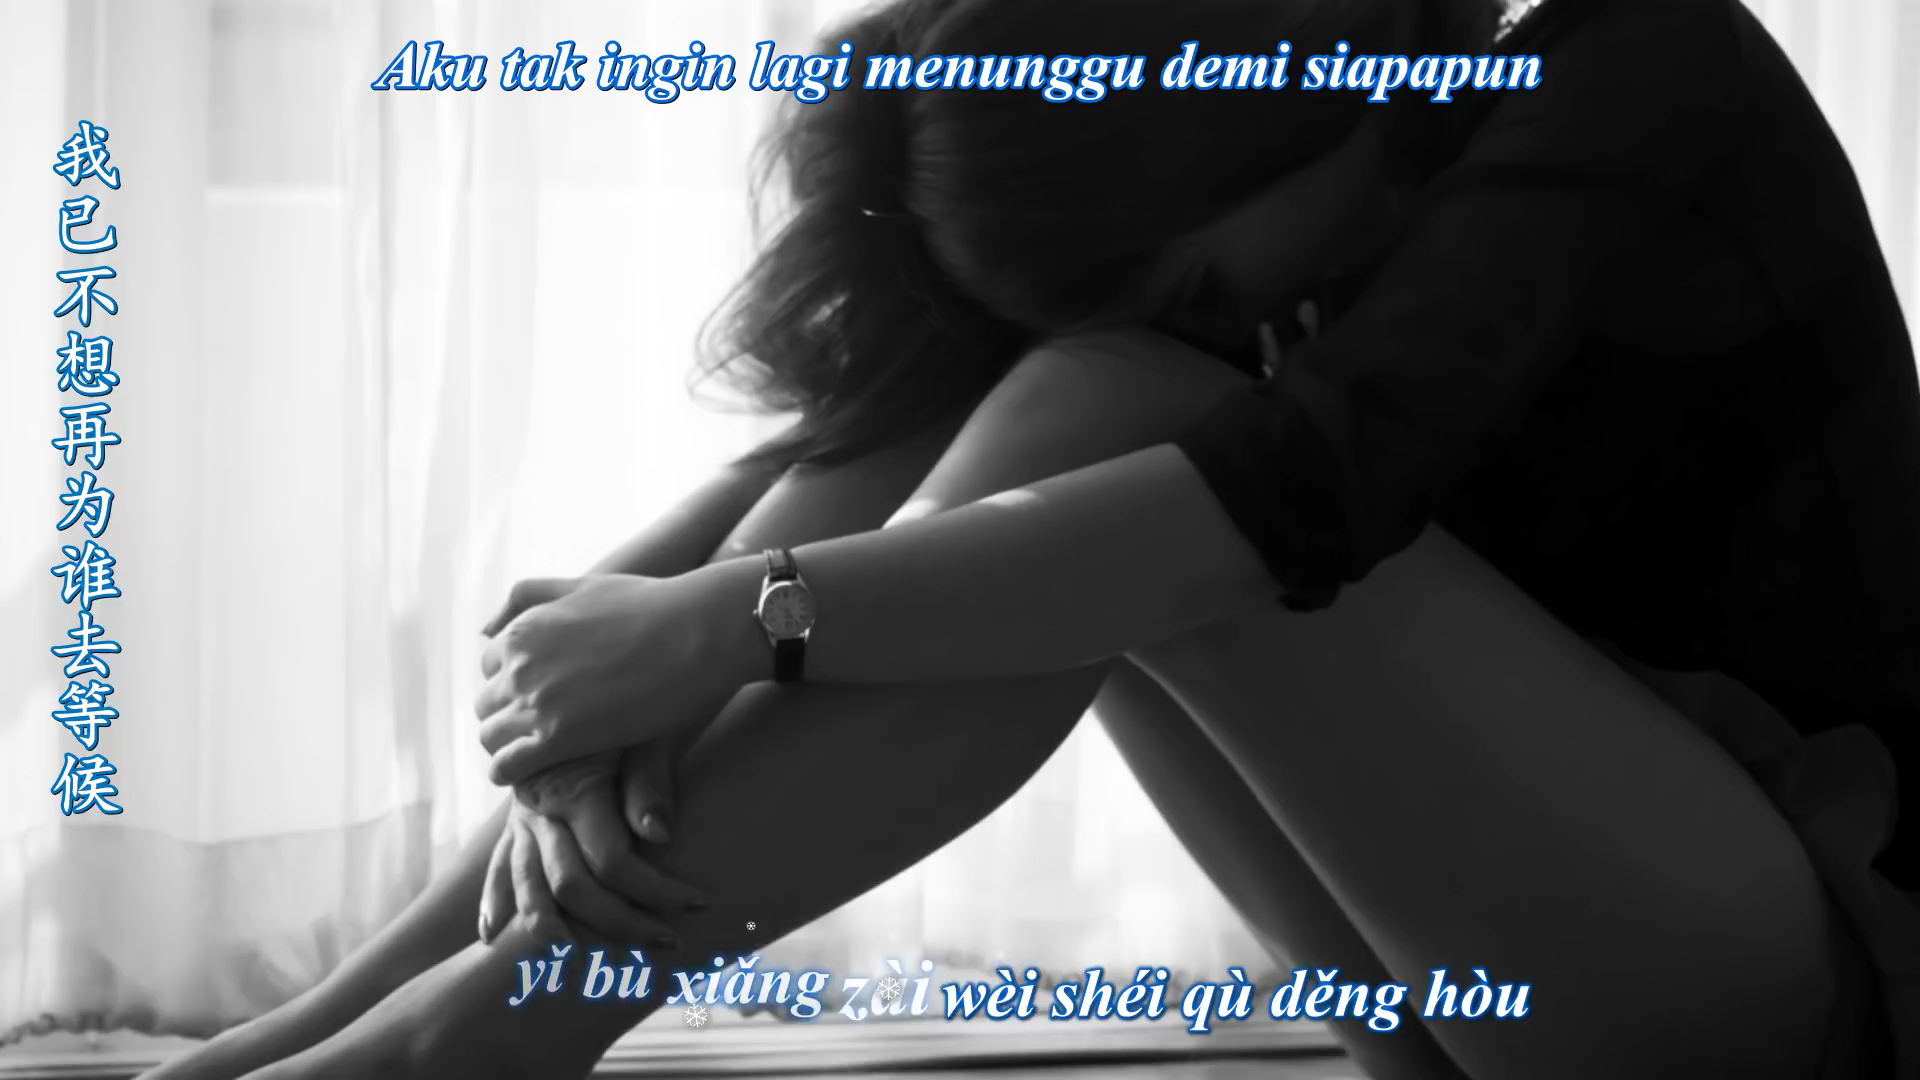 Aku tak ingin lagi menunggu demi siapapun
我已不想再为谁去等候
yǐ bù xiǎng zài wèi shéi qù děng hòu